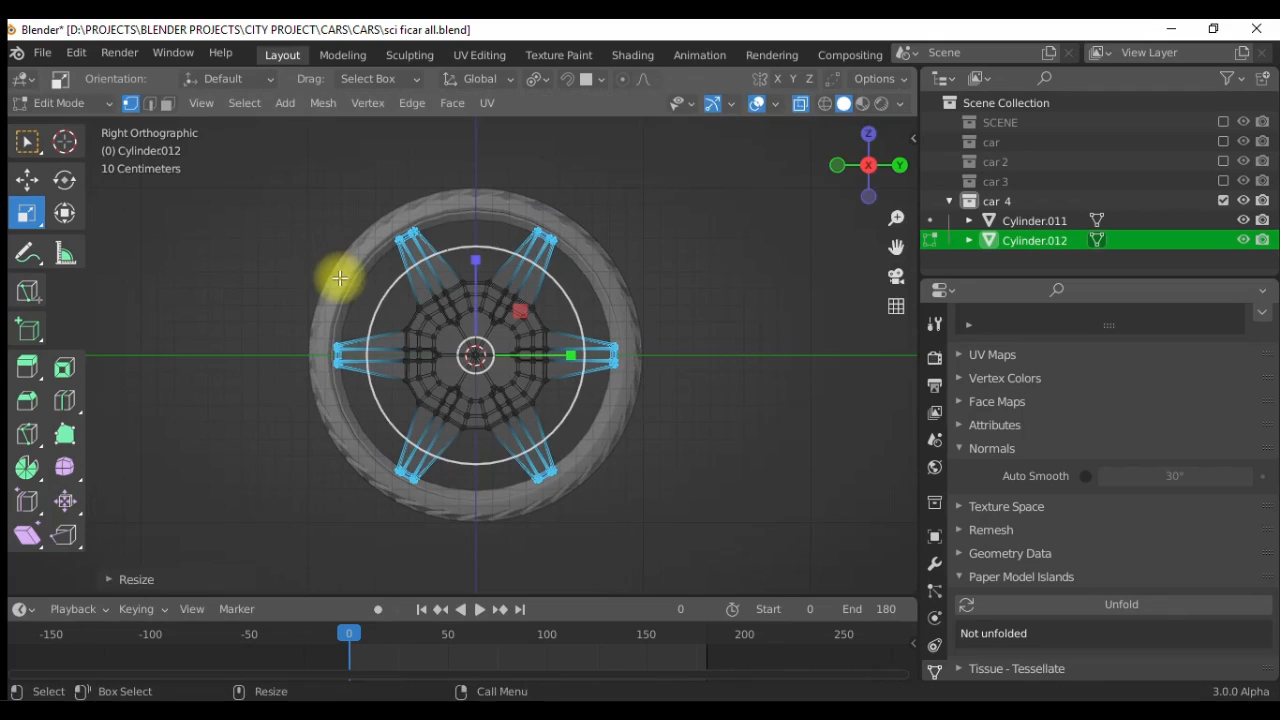 Blender* [D:\PROJECTS\BLENDER PROJECTS\CITY PROJECT\CARS\CARS\sci ficar all.blend]
File Edit Render Window Help Layout Modeling Sculpting UV Editing Texture Paint Shading Animation Rendering Compositing Scene View Layer
Orientation: Default Drag: Select Box Global X Y Z Options
Edit Mode View Select Add Mesh Vertex Edge Face UV
Scene Collection
SCENE
car
car 2
car 3
car 4
Cylinder.011
Cylinder.012
Right Orthographic
(0) Cylinder.012
10 Centimeters
Z
X
Y
UV Maps
Vertex Colors
Face Maps
Attributes
Normals
Auto Smooth 30°
Texture Space
Remesh
Geometry Data
Paper Model Islands
Unfold
Not unfolded
Tissue - Tessellate
Resize
Playback Keying View Marker 0 Start 0 End 180
-150 -100 -50 0 50 100 150 200 250
Select Box Select Resize Call Menu 3.0.0 Alpha